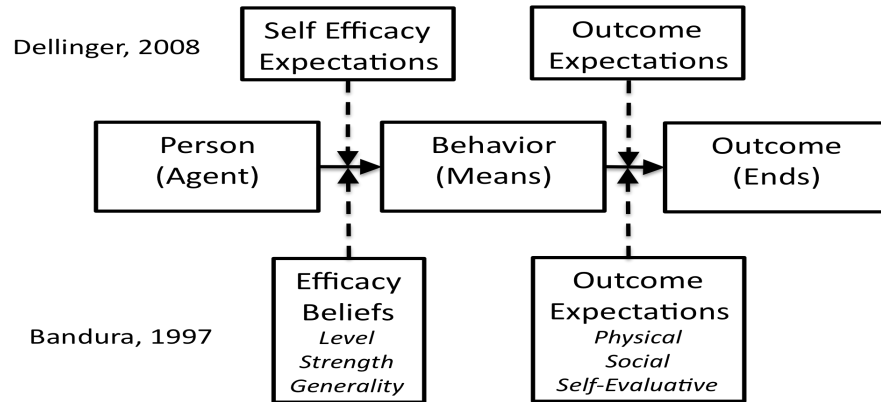 Dellinger, 2008
Self Efficacy
Expectations
Outcome
Expectations
Person
(Agent)
Behavior
(Means)
Outcome
(Ends)
Bandura, 1997
Efficacy
Beliefs
Level
Strength
Generality
Outcome
Expectations
Physical
Social
Self-Evaluative